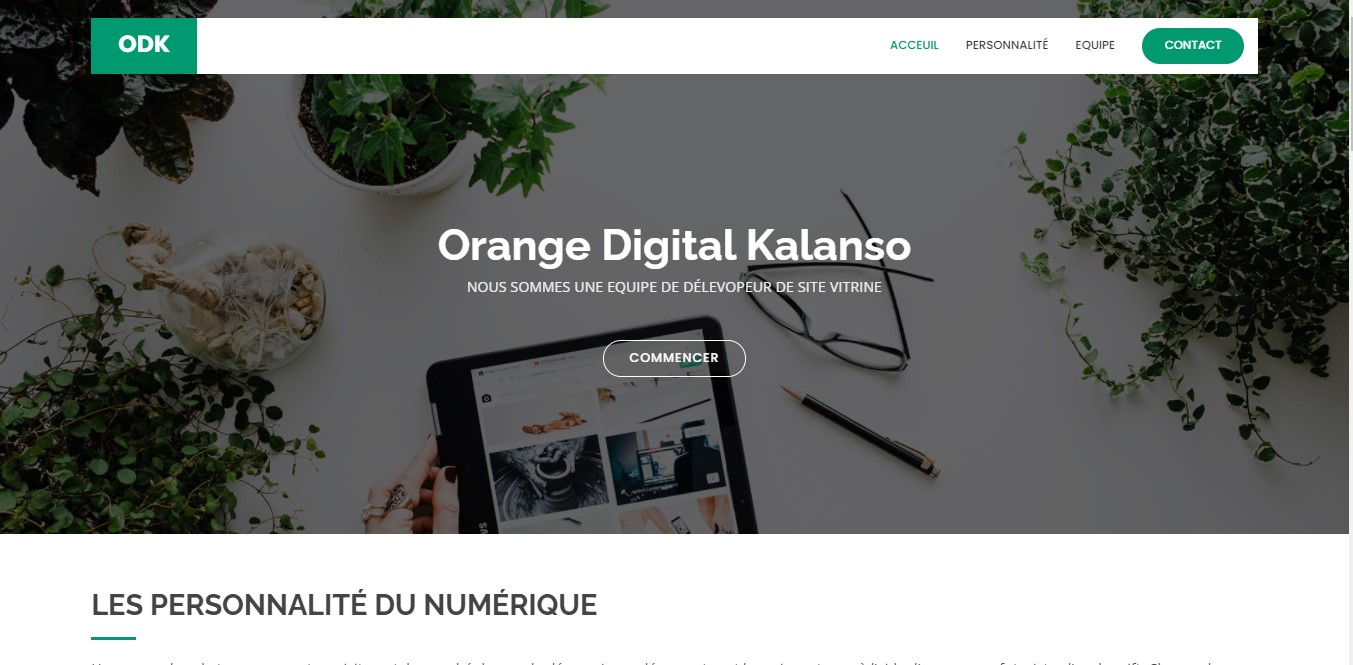 ODK
ACCEUIL PERSONNALITÉ EQUIPE CONTACT
Orange Digital Kalanso
NOUS SOMMES UNE EQUIPE DE DÉLEVOPEUR DE SITE VITRINE
COMMENCER
LES PERSONNALITÉ DU NUMÉRIQUE